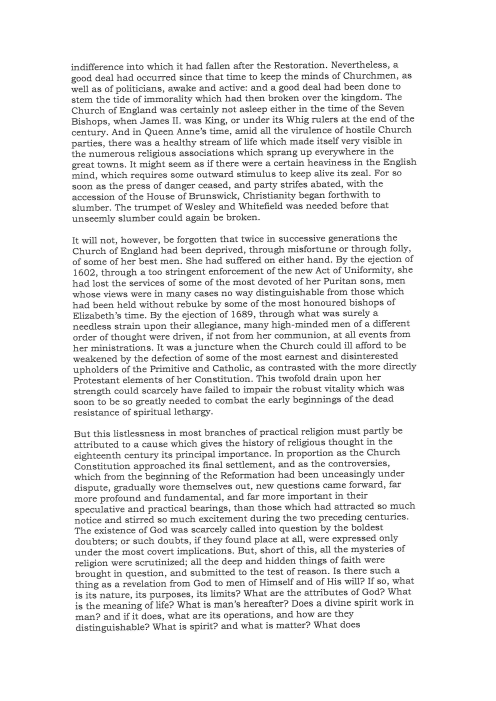 indifference into which it had fallen after the Restoration. Nevertheless, a
good deal had occurred since that time to keep the minds of Churchmen, as
well as of politicians, awake and active: and a good deal had been done to
stem the tide of immorality which had then broken over the kingdom. The
Church of England was certainly not asleep either in the time of the Seven
Bishops, when James II. was King, or under its Whig rulers at the end of the
century. And in Queen Anne's time, amid all the virulence of hostile Church
parties, there was a healthy stream of life which made itself very visible in
the numerous religious associations which sprang up everywhere in the
great towns. It might seem as if there were a certain heaviness in the English
mind, which requires some outward stimulus to keep alive its zeal. For so
soon as the press of danger ceased, and party strifes abated, with the
accession of the House of Brunswick, Christianity began forthwith to
slumber. The trumpet of Wesley and Whitefield was needed before that
unseemly slumber could again be broken.
It will not, however, be forgotten that twice in successive generations the
Church of England had been deprived, through misfortune or through folly,
of some of her best men. She had suffered on either hand. By the ejection of
1602, through a too stringent enforcement of the new Act of Uniformity, she
had lost the services of some of the most devoted of her Puritan sons, men
whose views were in many cases no way distinguishable from those which
had been held without rebuke by some of the most honoured bishops of
Elizabeth's time. By the ejection of 1689, through what was surely a
needless strain upon their allegiance, many high-minded men of a different
order of thought were driven, if not from her communion, at all events from
her ministrations. It was a juncture when the Church could ill afford to be
weakened by the defection of some of the most earnest and disinterested
upholders of the Primitive and Catholic, as contrasted with the more directly
Protestant elements of her Constitution. This twofold drain upon her
strength could scarcely have failed to impair the robust vitality which was
soon to be so greatly needed to combat the early beginnings of the dead
resistance of spiritual lethargy.
But this listlessness in most branches of practical religion must partly be
attributed to a cause which gives the history of religious thought in the
eighteenth century its principal importance. In proportion as the Church
Constitution approached its final settlement, and as the controversies,
which from the beginning of the Reformation had been unceasingly under
dispute, gradually wore themselves out, new questions came forward, far
more profound and fundamental, and far more important in their
speculative and practical bearings, than those which had attracted so much
notice and stirred so much excitement during the two preceding centuries.
The existence of God was scarcely called into question by the boldest
doubters; or such doubts, if they found place at all, were expressed only
under the most covert implications. But, short of this, all the mysteries of
religion were scrutinized; all the deep and hidden things of faith were
brought in question, and submitted to the test of reason. Is there such a
thing as a revelation from God to men of Himself and of His will? If so, what
is its nature, its purposes, its limits? What are the attributes of God? What
is the meaning of life? What is man's hereafter? Does a divine spirit work in
man? and if it does, what are its operations, and how are they
distinguishable? What is spirit? and what is matter? What does